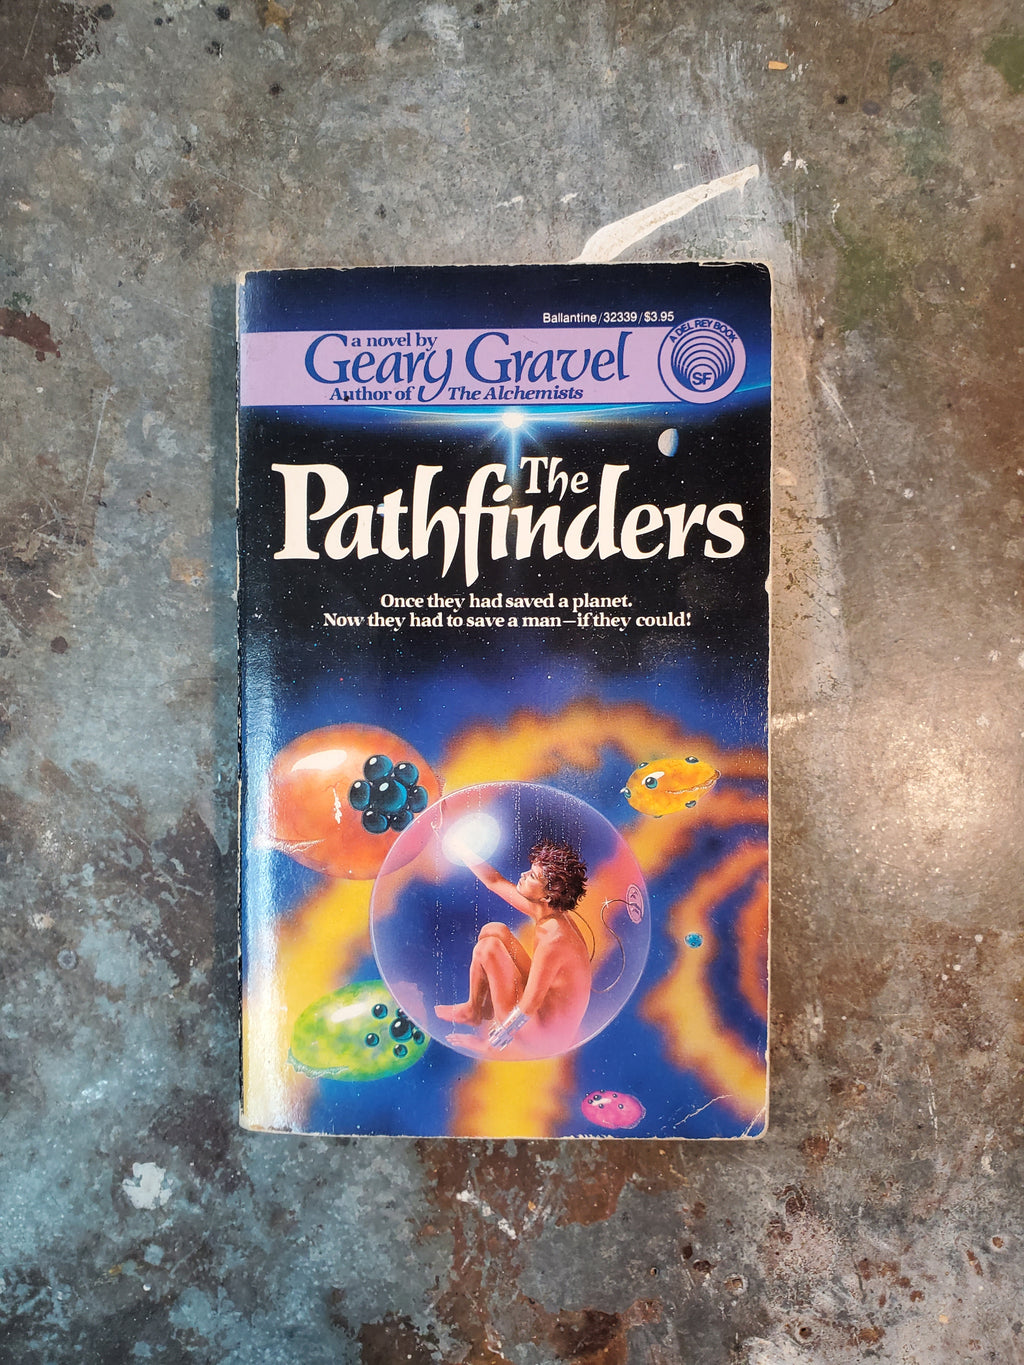 Ballantine/32339/$3.95
a novel by
Geary Gravel
Author of The Alchemists
A DEL REY BOOK
SF
The
Pathfinders
Once they had saved a planet.
Now they had to save a man—if they could!